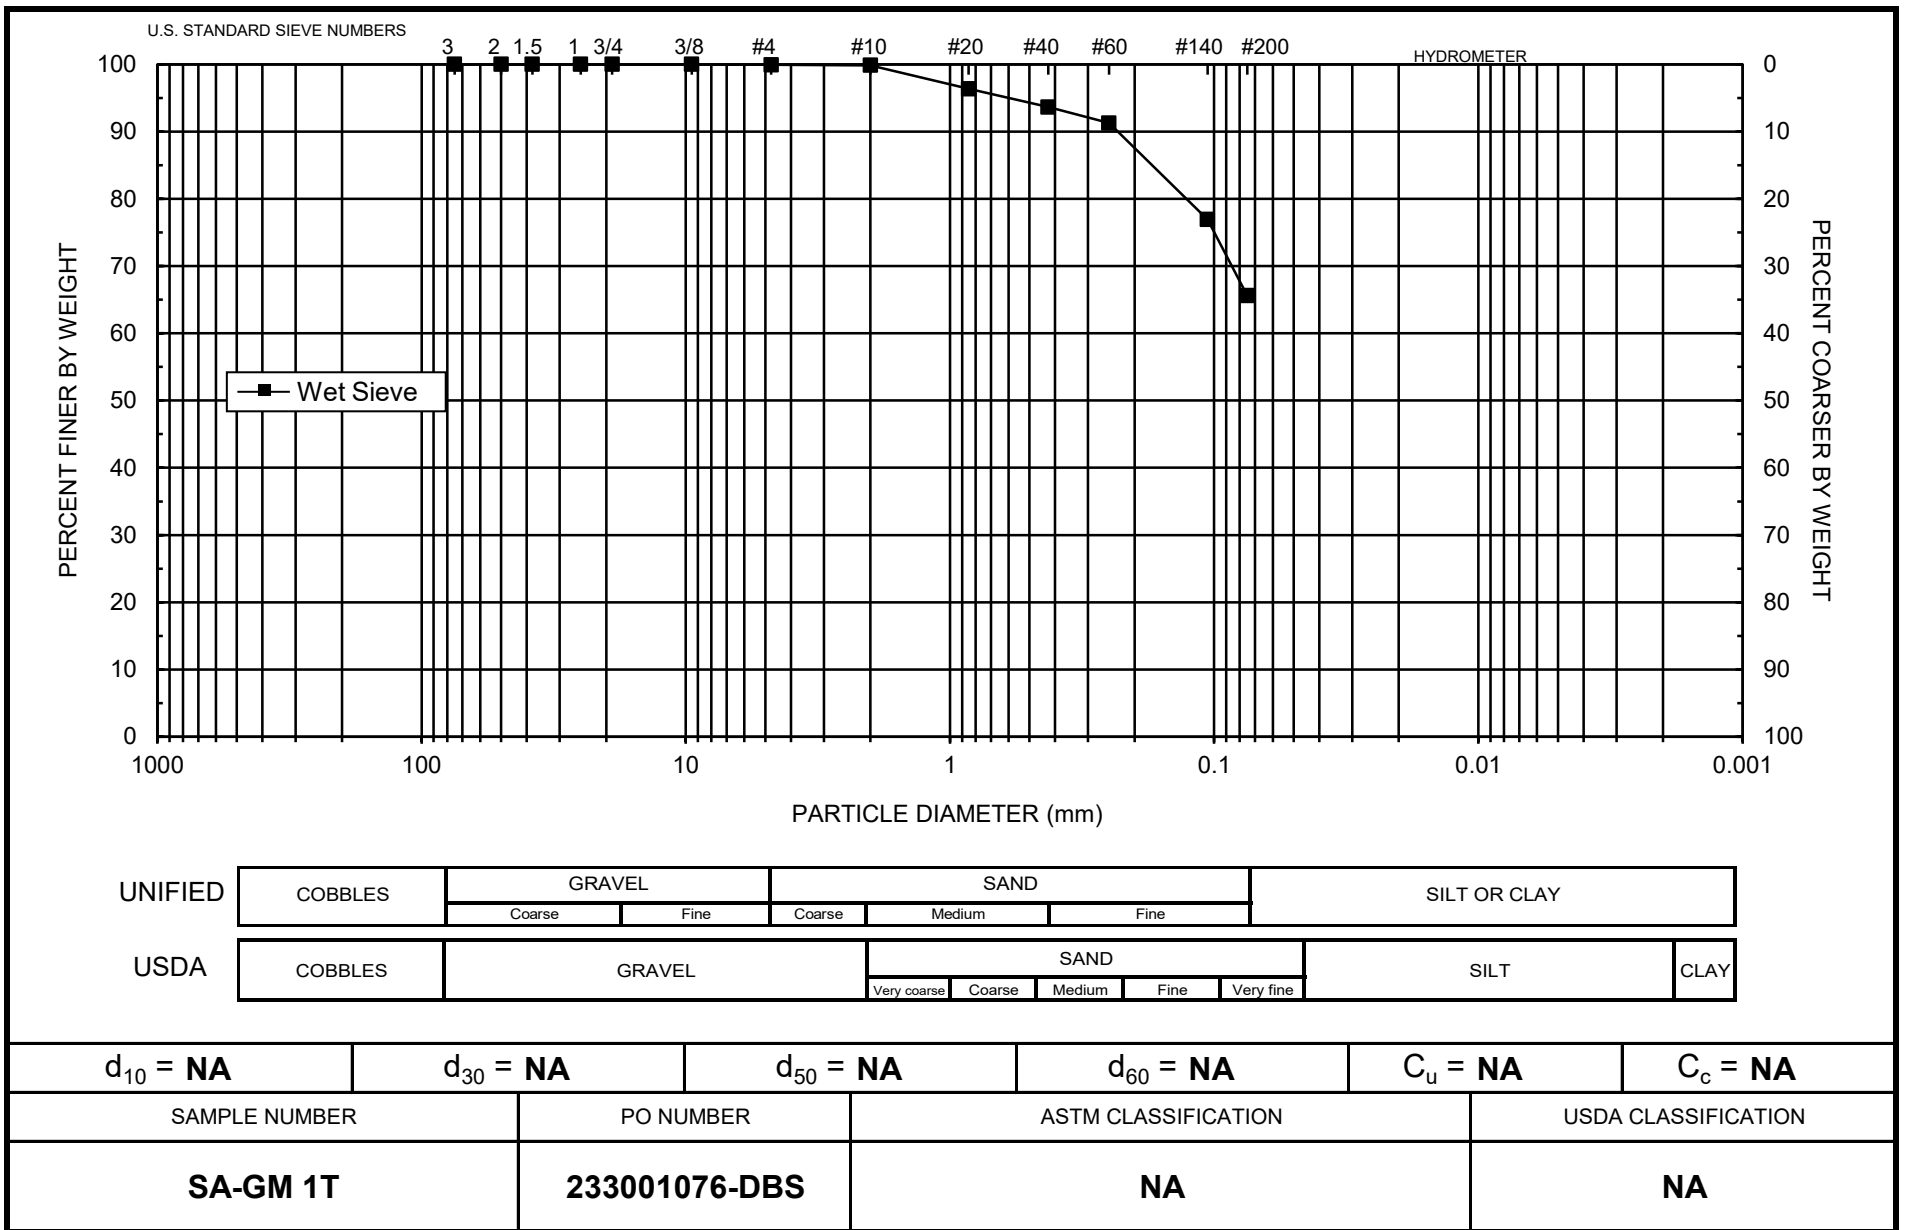 U.S. STANDARD SIEVE NUMBERS
3 2 1.5 1 3/4 3/8 #4 #10 #20 #40 #60 #140 #200
HYDROMETER
100 0
90 10
80 20
70 30
60 40
50 50
40 60
30 70
20 80
10 90
0 100
PERCENT FINER BY WEIGHT
PERCENT COARSER BY WEIGHT
Wet Sieve
1000 100 10 1 0.1 0.01 0.001
PARTICLE DIAMETER (mm)
UNIFIED COBBLES GRAVEL SAND SILT OR CLAY
Coarse Fine Coarse Medium Fine
USDA COBBLES GRAVEL SAND SILT CLAY
Very coarse Coarse Medium Fine Very fine
d10 = NA d30 = NA d50 = NA d60 = NA Cu = NA Cc = NA
SAMPLE NUMBER PO NUMBER ASTM CLASSIFICATION USDA CLASSIFICATION
SA-GM 1T 233001076-DBS NA NA